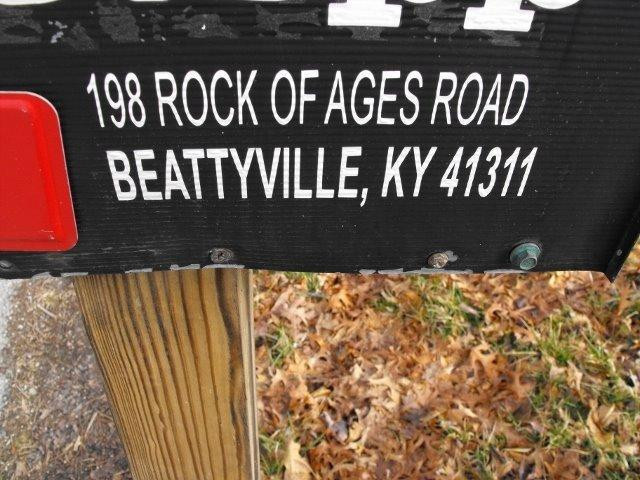 198 ROCK OF AGES ROAD
BEATTYVILLE, KY 41311